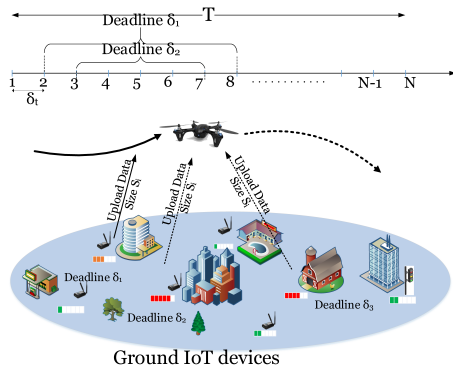 T
Deadline δ₁
Deadline δ₂
1 2 3 4 5 6 7 8 N-1 N
δt
Upload Data Size Sᵢ
Upload Data Size Sᵢ
Upload Data Size Sᵢ
Deadline δ₁
Deadline δ₂
Deadline δ₃
Ground IoT devices